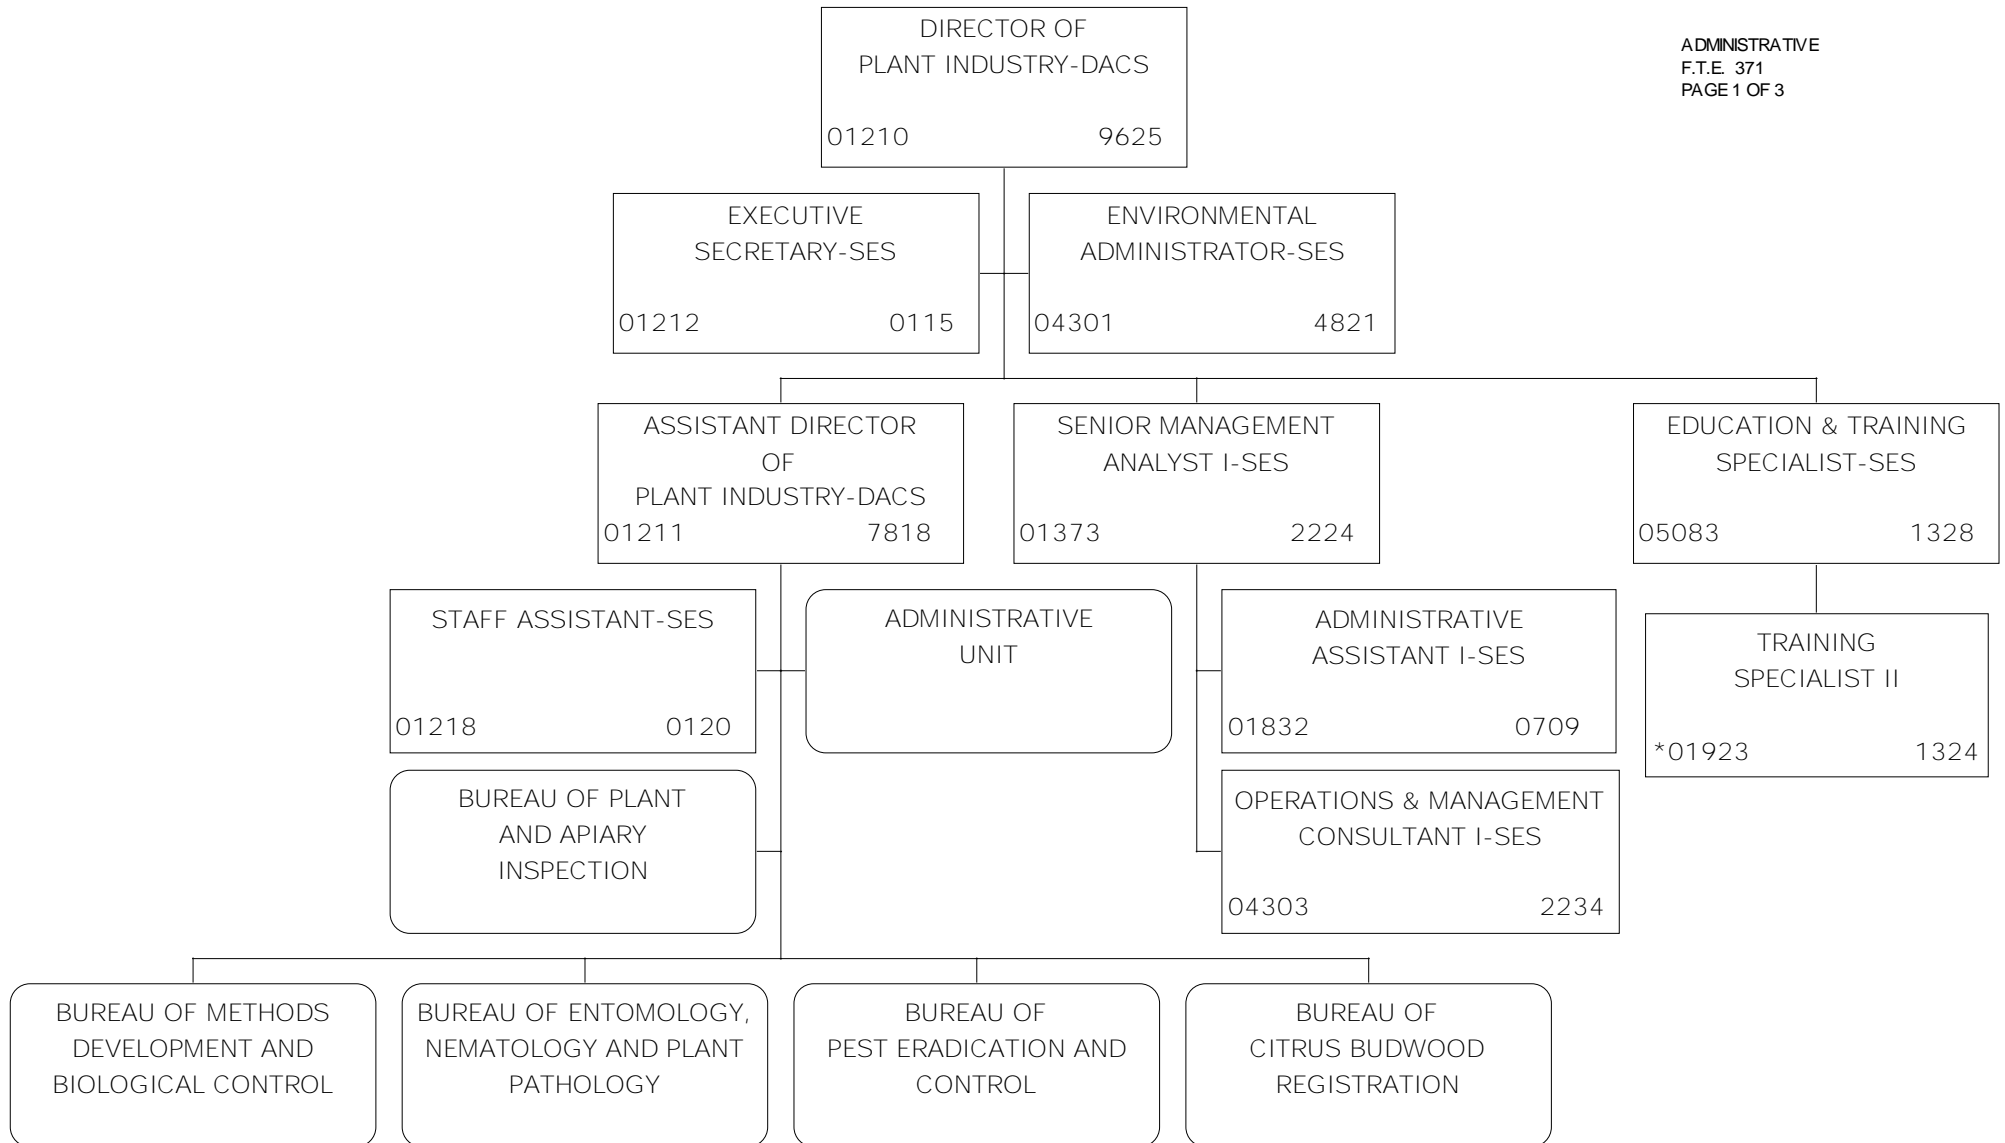 DIRECTOR OF
PLANT INDUSTRY-DACS
01210 9625
ADMINISTRATIVE
F.T.E. 371
PAGE 1 OF 3
EXECUTIVE
SECRETARY-SES
01212 0115
ENVIRONMENTAL
ADMINISTRATOR-SES
04301 4821
ASSISTANT DIRECTOR
OF
PLANT INDUSTRY-DACS
01211 7818
SENIOR MANAGEMENT
ANALYST I-SES
01373 2224
EDUCATION & TRAINING
SPECIALIST-SES
05083 1328
STAFF ASSISTANT-SES
01218 0120
ADMINISTRATIVE
UNIT
ADMINISTRATIVE
ASSISTANT I-SES
01832 0709
TRAINING
SPECIALIST II
*01923 1324
BUREAU OF PLANT
AND APIARY
INSPECTION
OPERATIONS & MANAGEMENT
CONSULTANT I-SES
04303 2234
BUREAU OF METHODS
DEVELOPMENT AND
BIOLOGICAL CONTROL
BUREAU OF ENTOMOLOGY,
NEMATOLOGY AND PLANT
PATHOLOGY
BUREAU OF
PEST ERADICATION AND
CONTROL
BUREAU OF
CITRUS BUDWOOD
REGISTRATION